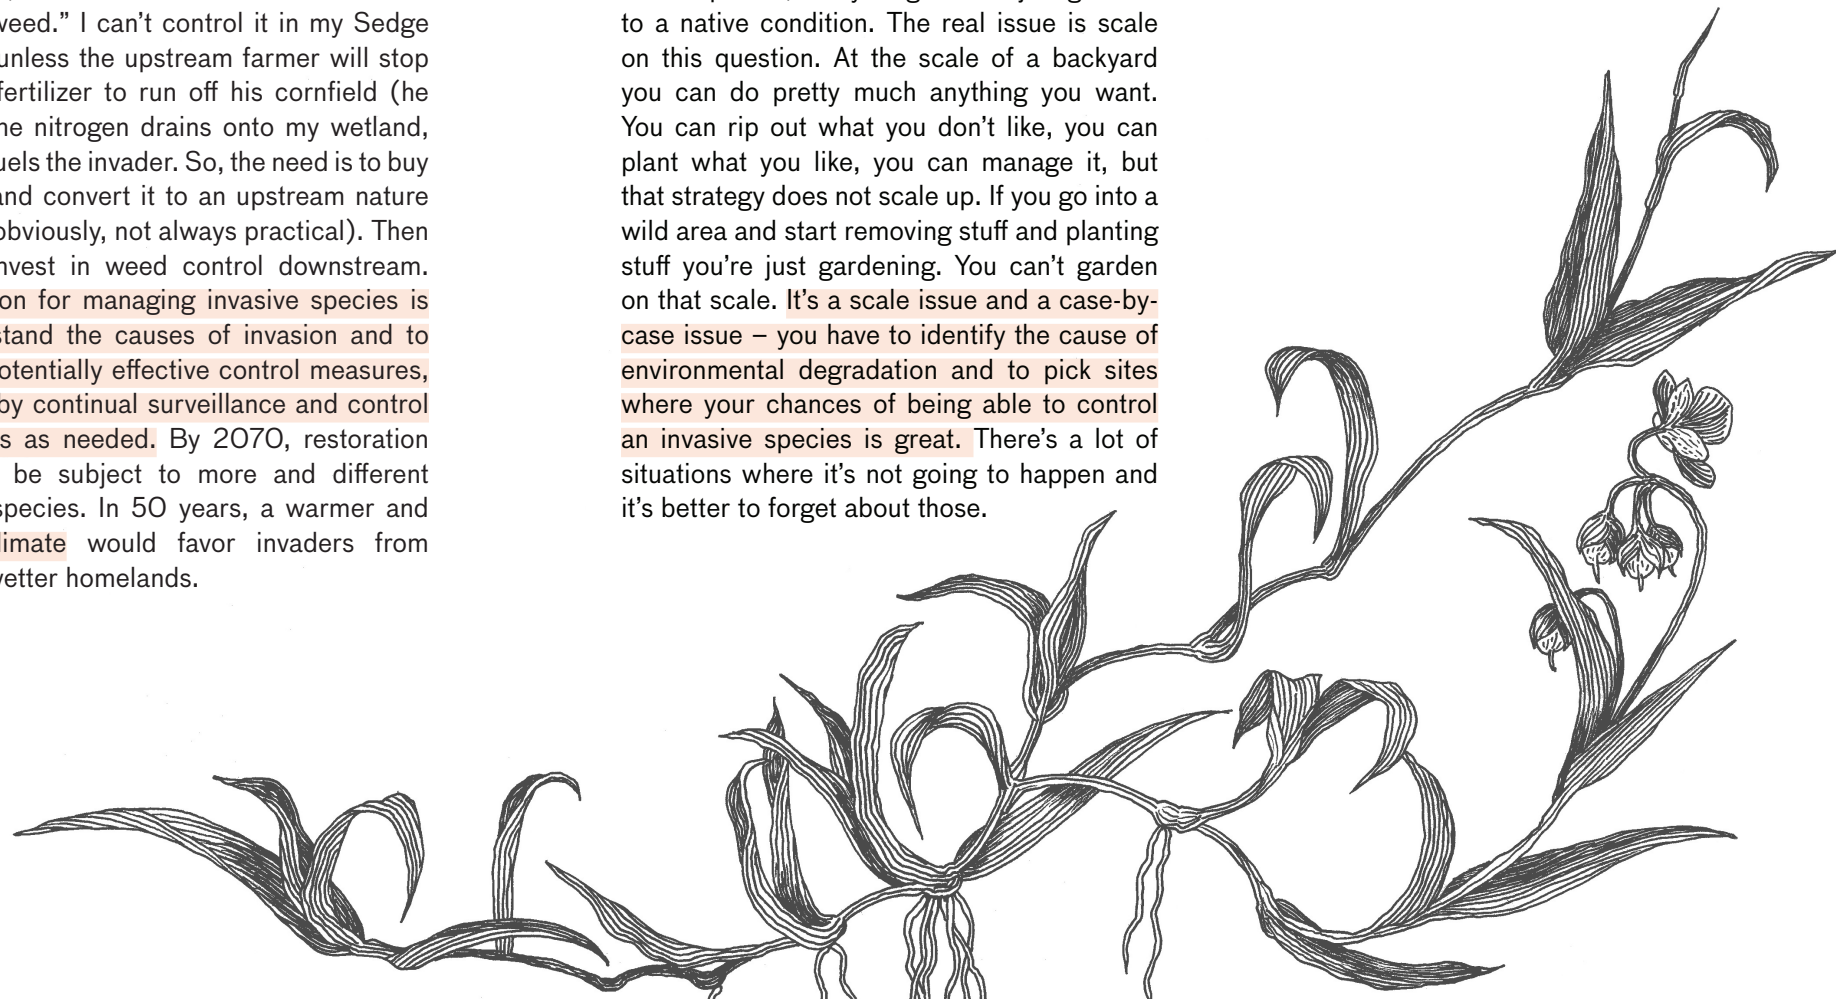 weed.” I can’t control it in my Sedge
unless the upstream farmer will stop
fertilizer to run off his cornfield (he
nitrogen drains onto my wetland,
the invader. So, the need is to buy
and convert it to an upstream nature
obviously, not always practical). Then
invest in weed control downstream.
for managing invasive species is
the causes of invasion and to
potentially effective control measures,
by continual surveillance and control
as needed. By 2070, restoration
be subject to more and different
species. In 50 years, a warmer and
climate would favor invaders from
wetter homelands.
to a native condition. The real issue is scale
on this question. At the scale of a backyard
you can do pretty much anything you want.
You can rip out what you don’t like, you can
plant what you like, you can manage it, but
that strategy does not scale up. If you go into a
wild area and start removing stuff and planting
stuff you’re just gardening. You can’t garden
on that scale. It’s a scale issue and a case-by-
case issue – you have to identify the cause of
environmental degradation and to pick sites
where your chances of being able to control
an invasive species is great. There’s a lot of
situations where it’s not going to happen and
it’s better to forget about those.